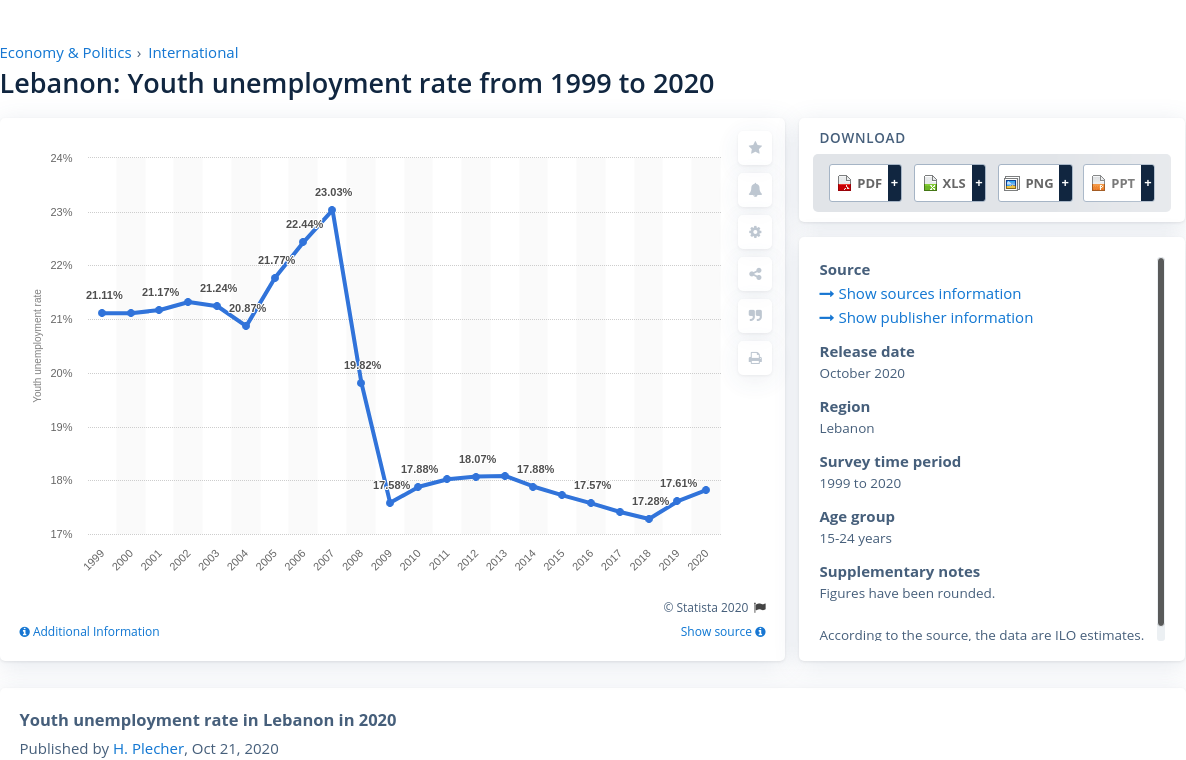 Economy & Politics › International
Lebanon: Youth unemployment rate from 1999 to 2020
24%
23%
22%
21%
20%
19%
18%
17%
Youth unemployment rate
21.11%
21.17%
21.24%
20.87%
21.77%
22.44%
23.03%
19.82%
17.58%
17.88%
18.07%
17.88%
17.57%
17.28%
17.61%
1999
2000
2001
2002
2003
2004
2005
2006
2007
2008
2009
2010
2011
2012
2013
2014
2015
2016
2017
2018
2019
2020
© Statista 2020
Additional Information
Show source
DOWNLOAD
PDF +
XLS +
PNG +
PPT +
Source
Show sources information
Show publisher information
Release date
October 2020
Region
Lebanon
Survey time period
1999 to 2020
Age group
15-24 years
Supplementary notes
Figures have been rounded.
According to the source, the data are ILO estimates.
Youth unemployment rate in Lebanon in 2020
Published by H. Plecher, Oct 21, 2020